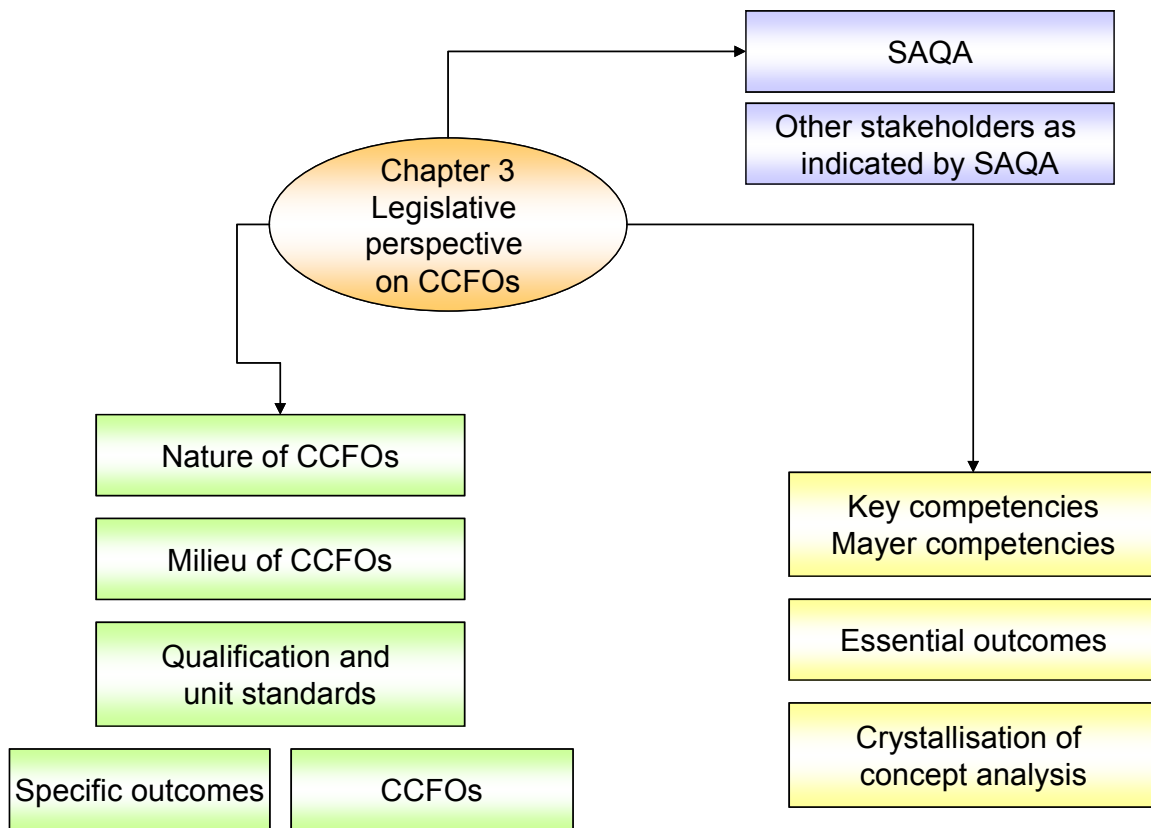 SAQA
Other stakeholders as
indicated by SAQA
Chapter 3
Legislative
perspective
on CCFOs
Nature of CCFOs
Milieu of CCFOs
Qualification and
unit standards
Specific outcomes
CCFOs
Key competencies
Mayer competencies
Essential outcomes
Crystallisation of
concept analysis